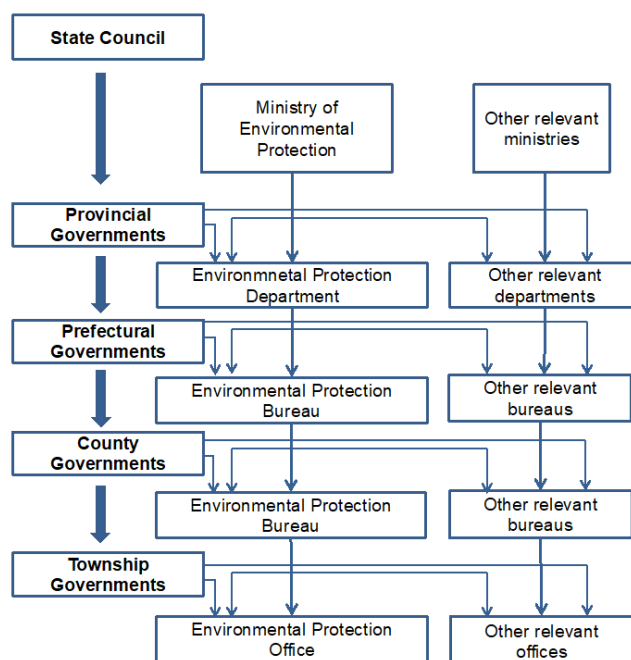 State Council
Ministry of
Environmental
Protection
Other relevant
ministries
Provincial
Governments
Environmnetal Protection
Department
Other relevant
departments
Prefectural
Governments
Environmental Protection
Bureau
Other relevant
bureaus
County
Governments
Environmental Protection
Bureau
Other relevant
bureaus
Township
Governments
Environmental Protection
Office
Other relevant
offices